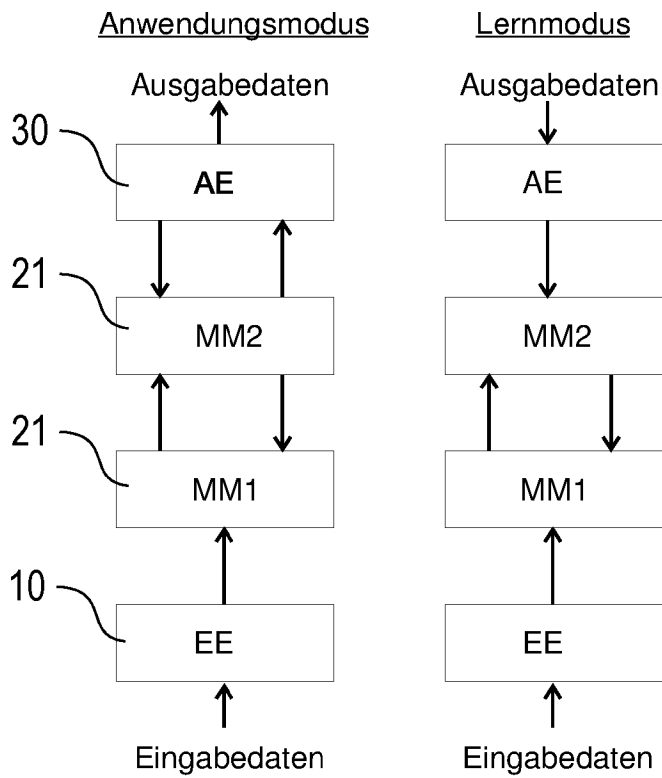 Anwendungsmodus
Ausgabedaten
30
AE
21
MM2
21
MM1
10
EE
Eingabedaten
Lernmodus
Ausgabedaten
AE
MM2
MM1
EE
Eingabedaten